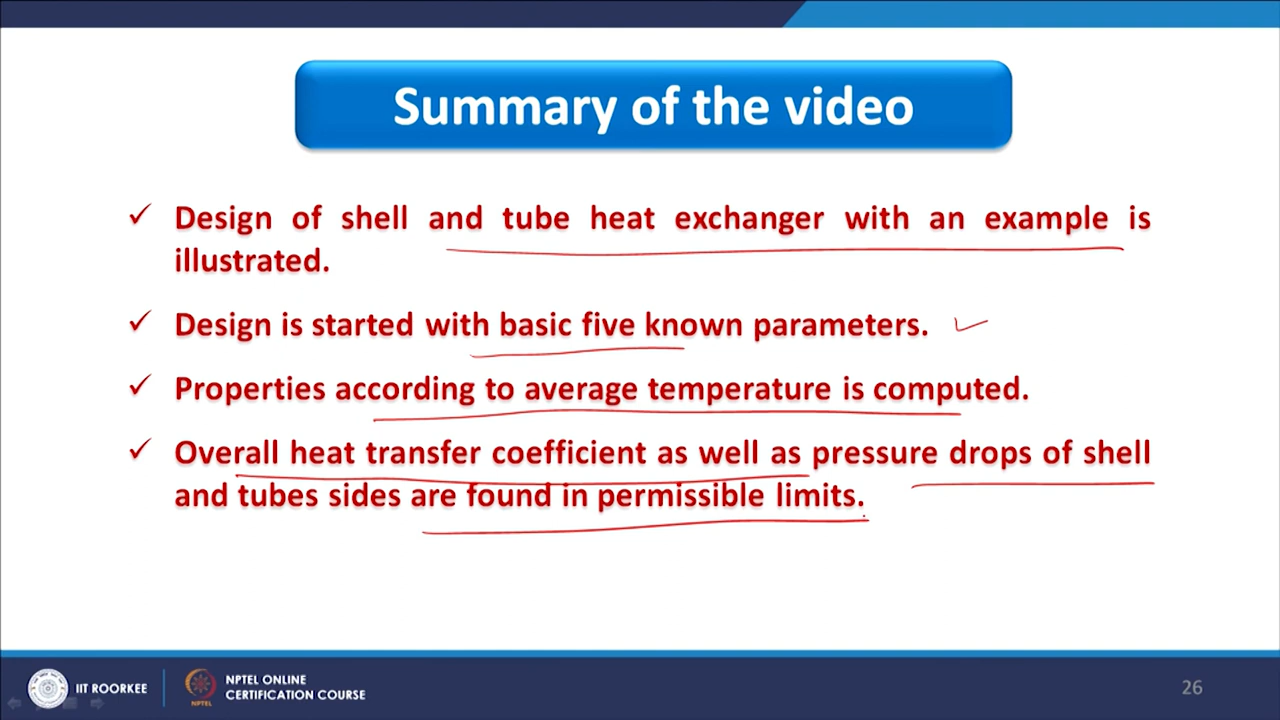 Summary of the video
✓ Design of shell and tube heat exchanger with an example is
illustrated.
✓ Design is started with basic five known parameters.
✓ Properties according to average temperature is computed.
✓ Overall heat transfer coefficient as well as pressure drops of shell
and tubes sides are found in permissible limits.
IIT ROORKEE
NPTEL ONLINE
CERTIFICATION COURSE
NPTEL
26